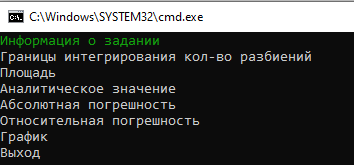 C:\Windows\SYSTEM32\cmd.exe
Информация о задании
Границы интегрирования кол-во разбиений
Площадь
Аналитическое значение
Абсолютная погрешность
Относительная погрешность
График
Выход